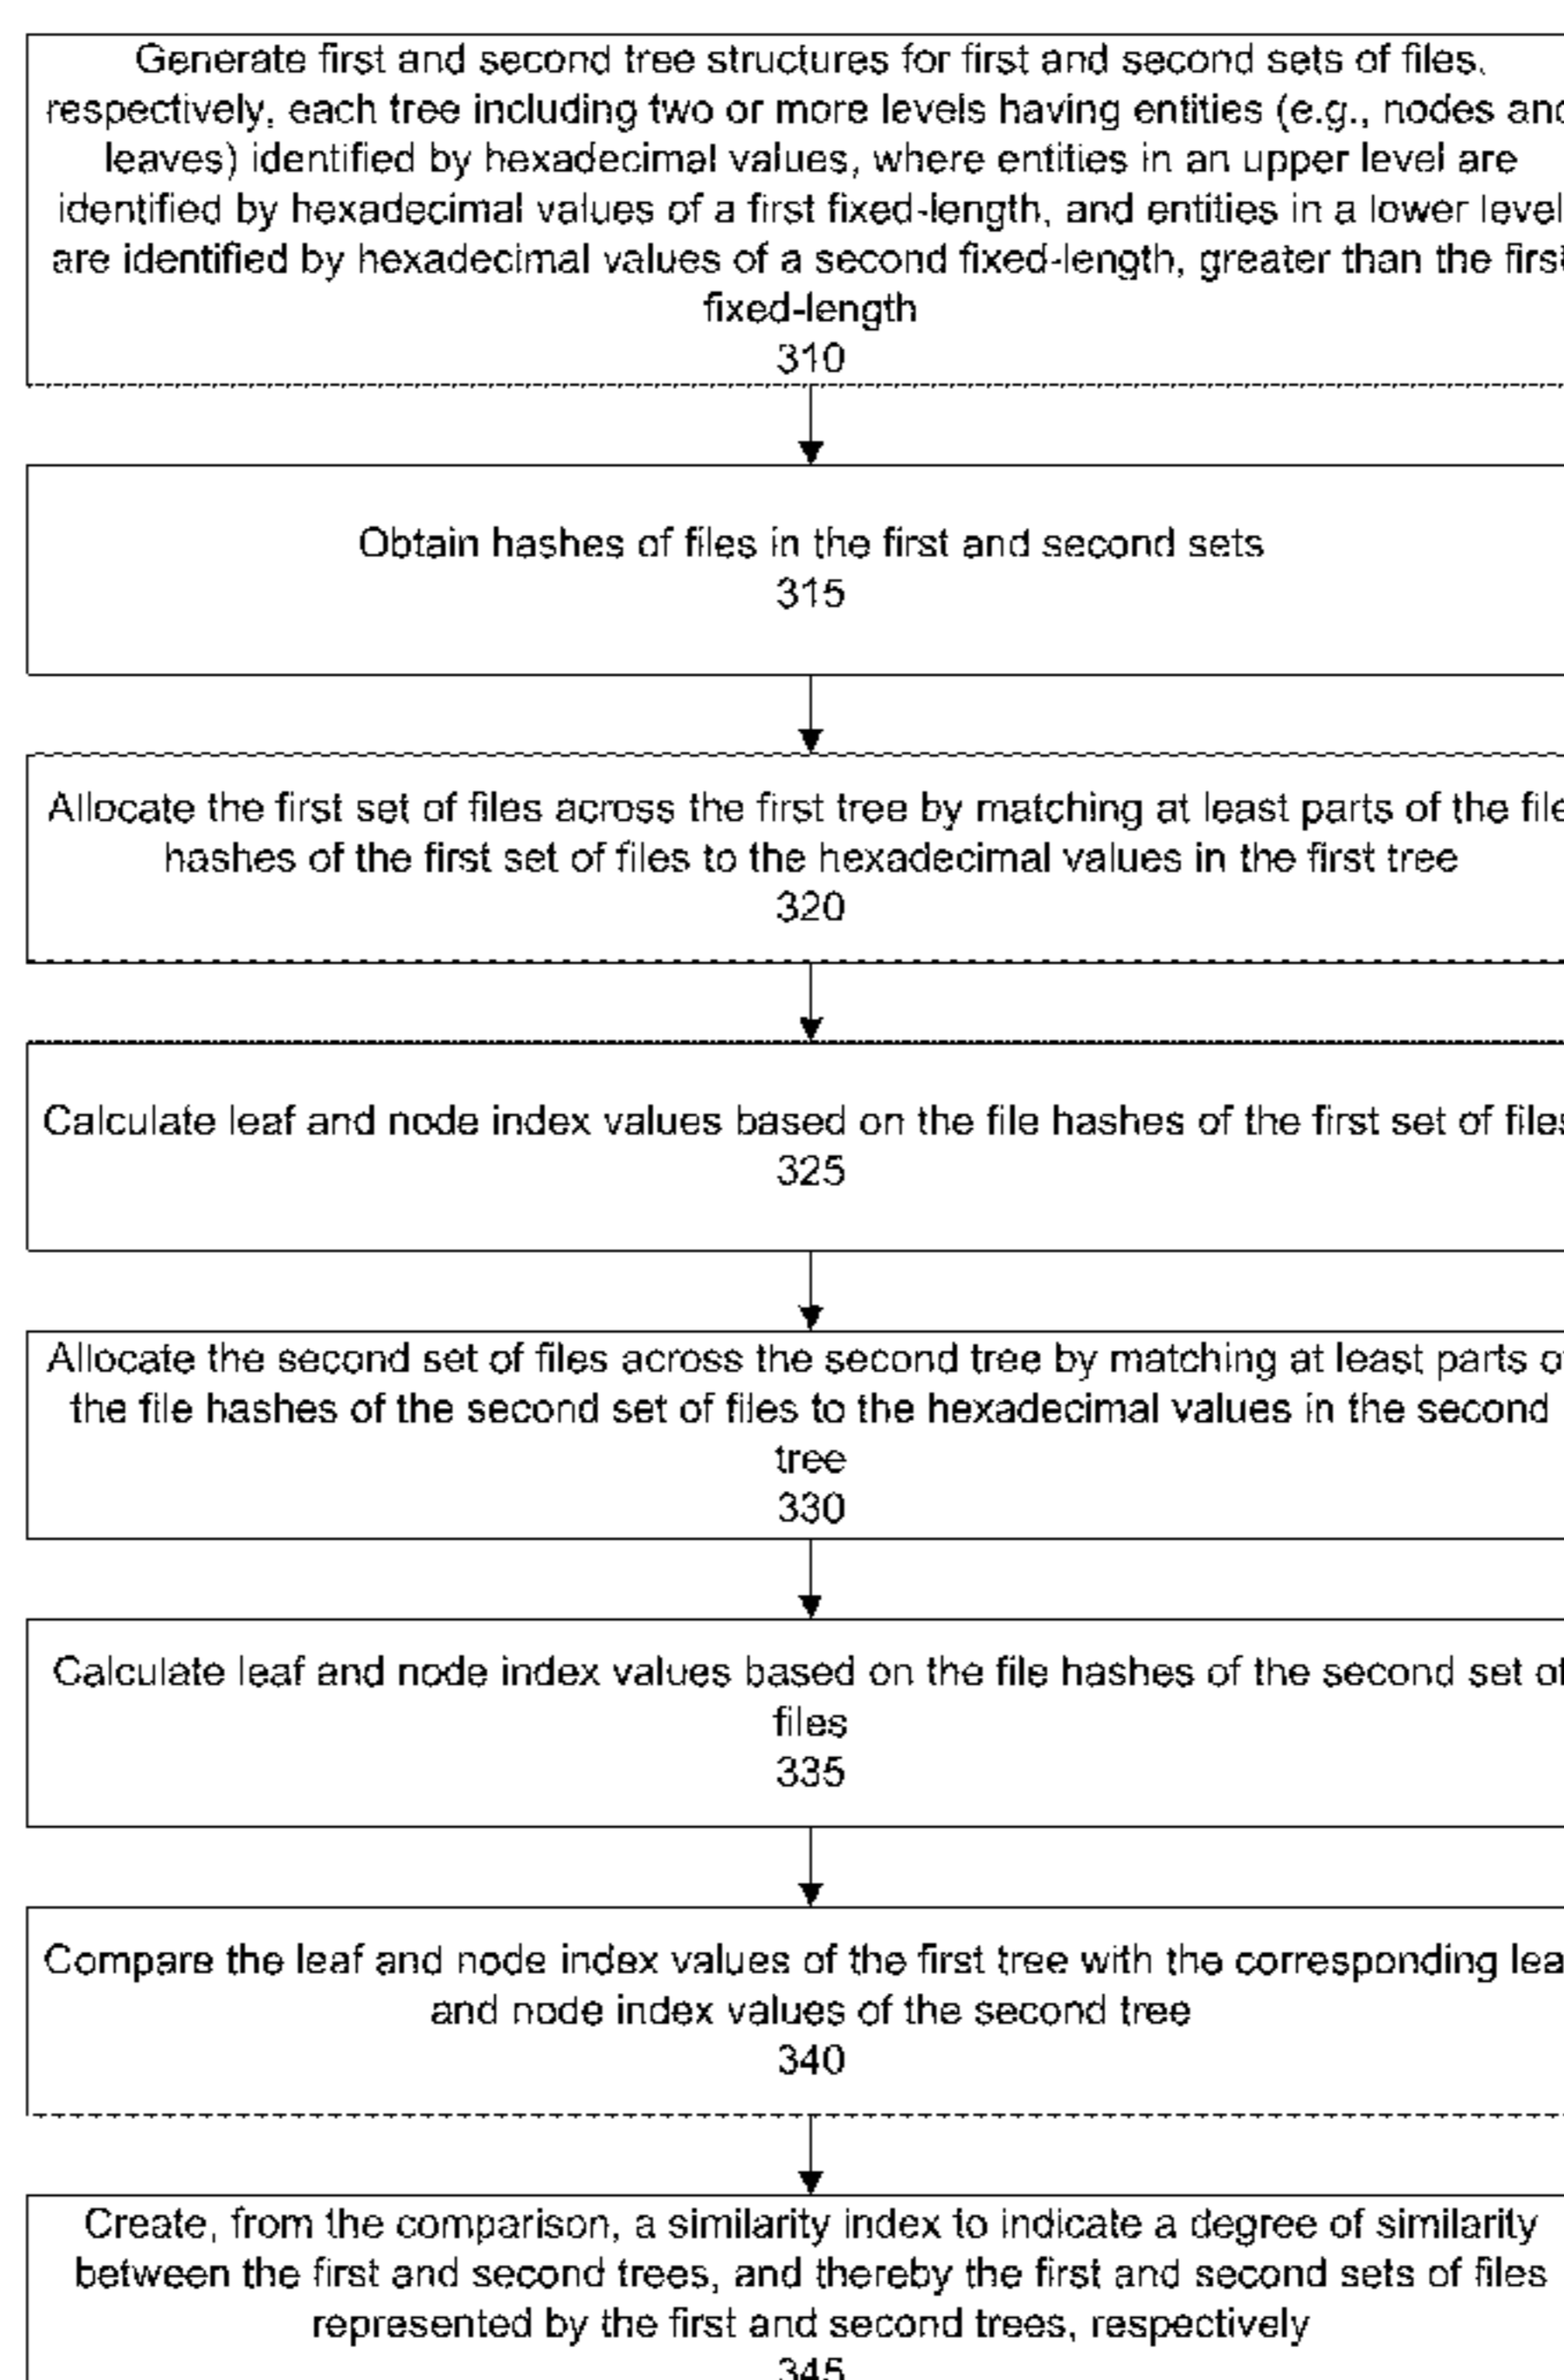 Generate first and second tree structures for first and second sets of files,
respectively, each tree including two or more levels having entities (e.g., nodes and
leaves) identified by hexadecimal values, where entities in an upper level are
identified by hexadecimal values of a first fixed-length, and entities in a lower level
are identified by hexadecimal values of a second fixed-length, greater than the first
fixed-length
310
Obtain hashes of files in the first and second sets
315
Allocate the first set of files across the first tree by matching at least parts of the file
hashes of the first set of files to the hexadecimal values in the first tree
320
Calculate leaf and node index values based on the file hashes of the first set of files
325
Allocate the second set of files across the second tree by matching at least parts of
the file hashes of the second set of files to the hexadecimal values in the second
tree
330
Calculate leaf and node index values based on the file hashes of the second set of
files
335
Compare the leaf and node index values of the first tree with the corresponding lea
and node index values of the second tree
340
Create, from the comparison, a similarity index to indicate a degree of similarity
between the first and second trees, and thereby the first and second sets of files
represented by the first and second trees, respectively
345